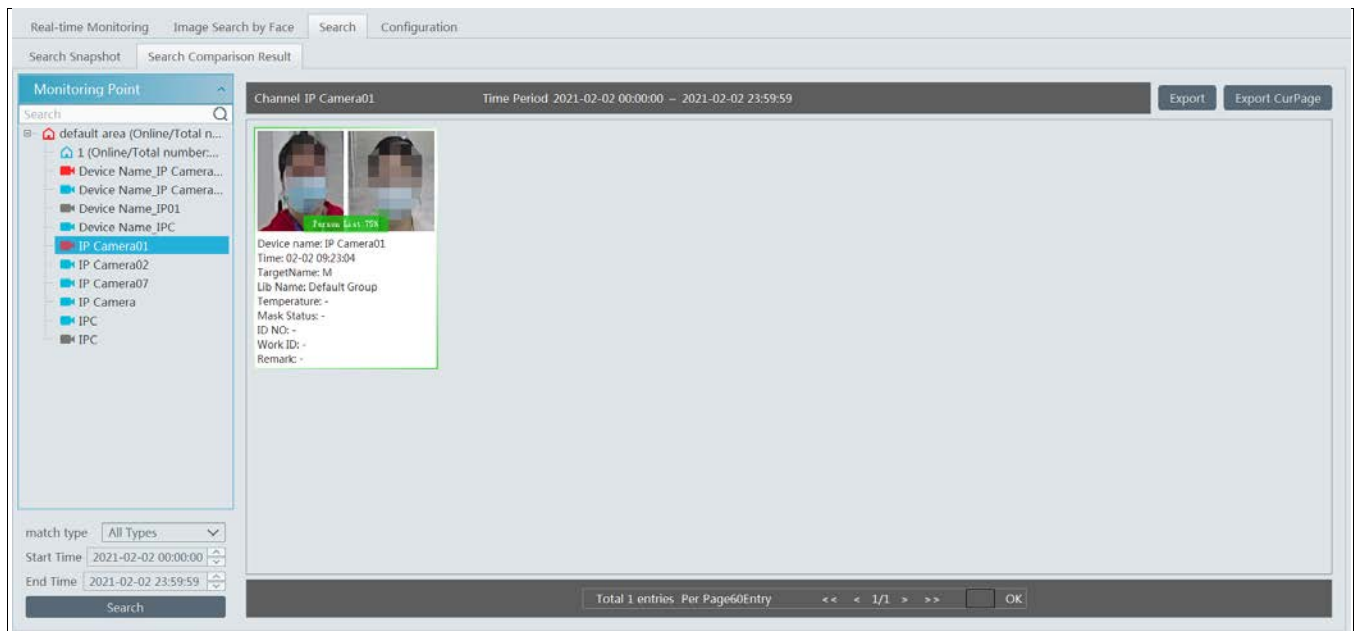 Real-time Monitoring Image Search by Face Search Configuration
Search Snapshot Search Comparison Result
Monitoring Point
Search
default area (Online/Total n...
1 (Online/Total number:...
Device Name_IP Camera...
Device Name_IP Camera...
Device Name_IP01
Device Name_IPC
IP Camera01
IP Camera02
IP Camera07
IP Camera
IPC
IPC
match type All Types
Start Time 2021-02-02 00:00:00
End Time 2021-02-02 23:59:59
Search
Channel IP Camera01 Time Period 2021-02-02 00:00:00 – 2021-02-02 23:59:59 Export Export CurPage
Person List:75%
Device name: IP Camera01
Time: 02-02 09:23:04
TargetName: M
Lib Name: Default Group
Temperature: -
Mask Status: -
ID NO: -
Work ID: -
Remark: -
Total 1 entries Per Page60Entry << < 1/1 > >> OK